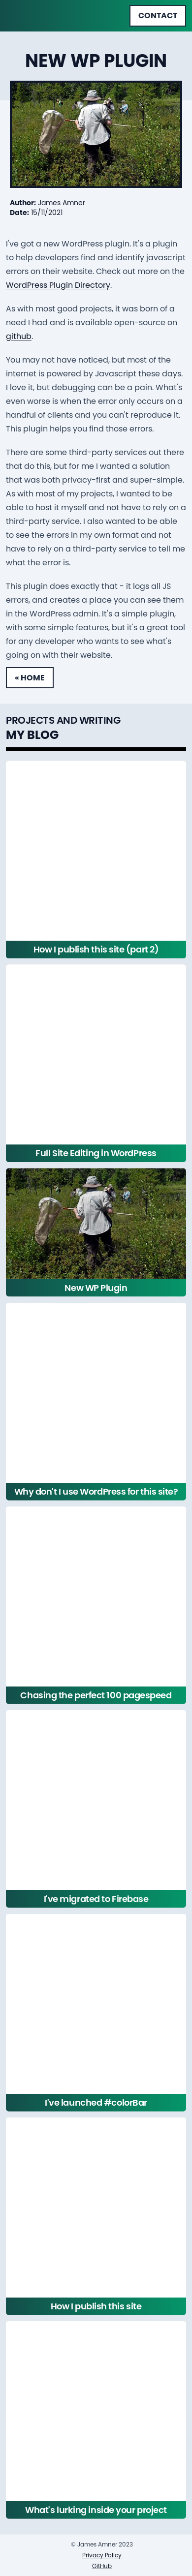 CONTACT
NEW WP PLUGIN
Author: James Amner
Date: 15/11/2021
I've got a new WordPress plugin. It's a plugin
to help developers find and identify javascript
errors on their website. Check out more on the
WordPress Plugin Directory.
As with most good projects, it was born of a
need I had and is available open-source on
github.
You may not have noticed, but most of the
internet is powered by Javascript these days.
I love it, but debugging can be a pain. What's
even worse is when the error only occurs on a
handful of clients and you can't reproduce it.
This plugin helps you find those errors.
There are some third-party services out there
that do this, but for me I wanted a solution
that was both privacy-first and super-simple.
As with most of my projects, I wanted to be
able to host it myself and not have to rely on a
third-party service. I also wanted to be able
to see the errors in my own format and not
have to rely on a third-party service to tell me
what the error is.
This plugin does exactly that - it logs all JS
errors, and creates a place you can see them
in the WordPress admin. It's a simple plugin,
with some simple features, but it's a great tool
for any developer who wants to see what's
going on with their website.
« HOME
PROJECTS AND WRITING
MY BLOG
How I publish this site (part 2)
Full Site Editing in WordPress
New WP Plugin
Why don't I use WordPress for this site?
Chasing the perfect 100 pagespeed
I've migrated to Firebase
I've launched #colorBar
How I publish this site
What's lurking inside your project
© James Amner 2023
Privacy Policy
GitHub